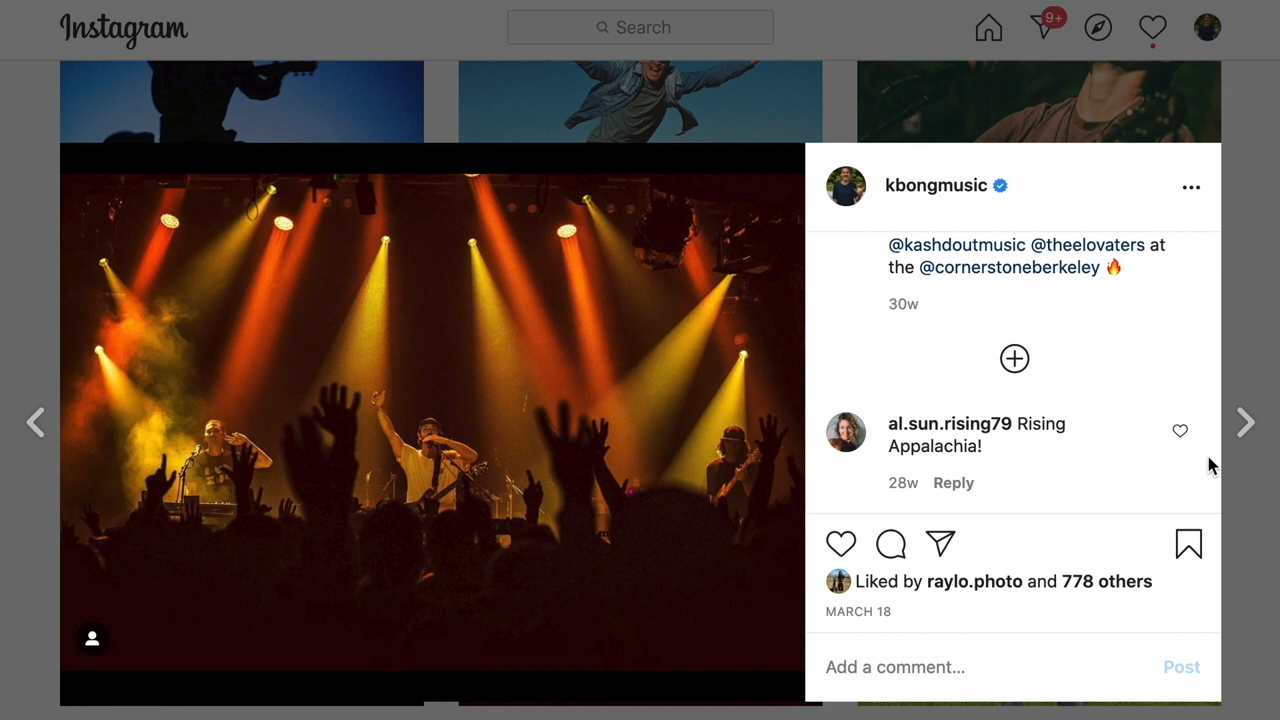 Instagram
Search
9+
kbongmusic
@kashdoutmusic @theelovaters at
the @cornerstoneberkeley 🔥
30w
al.sun.rising79 Rising
Appalachia!
28w Reply
Liked by raylo.photo and 778 others
MARCH 18
Add a comment... Post